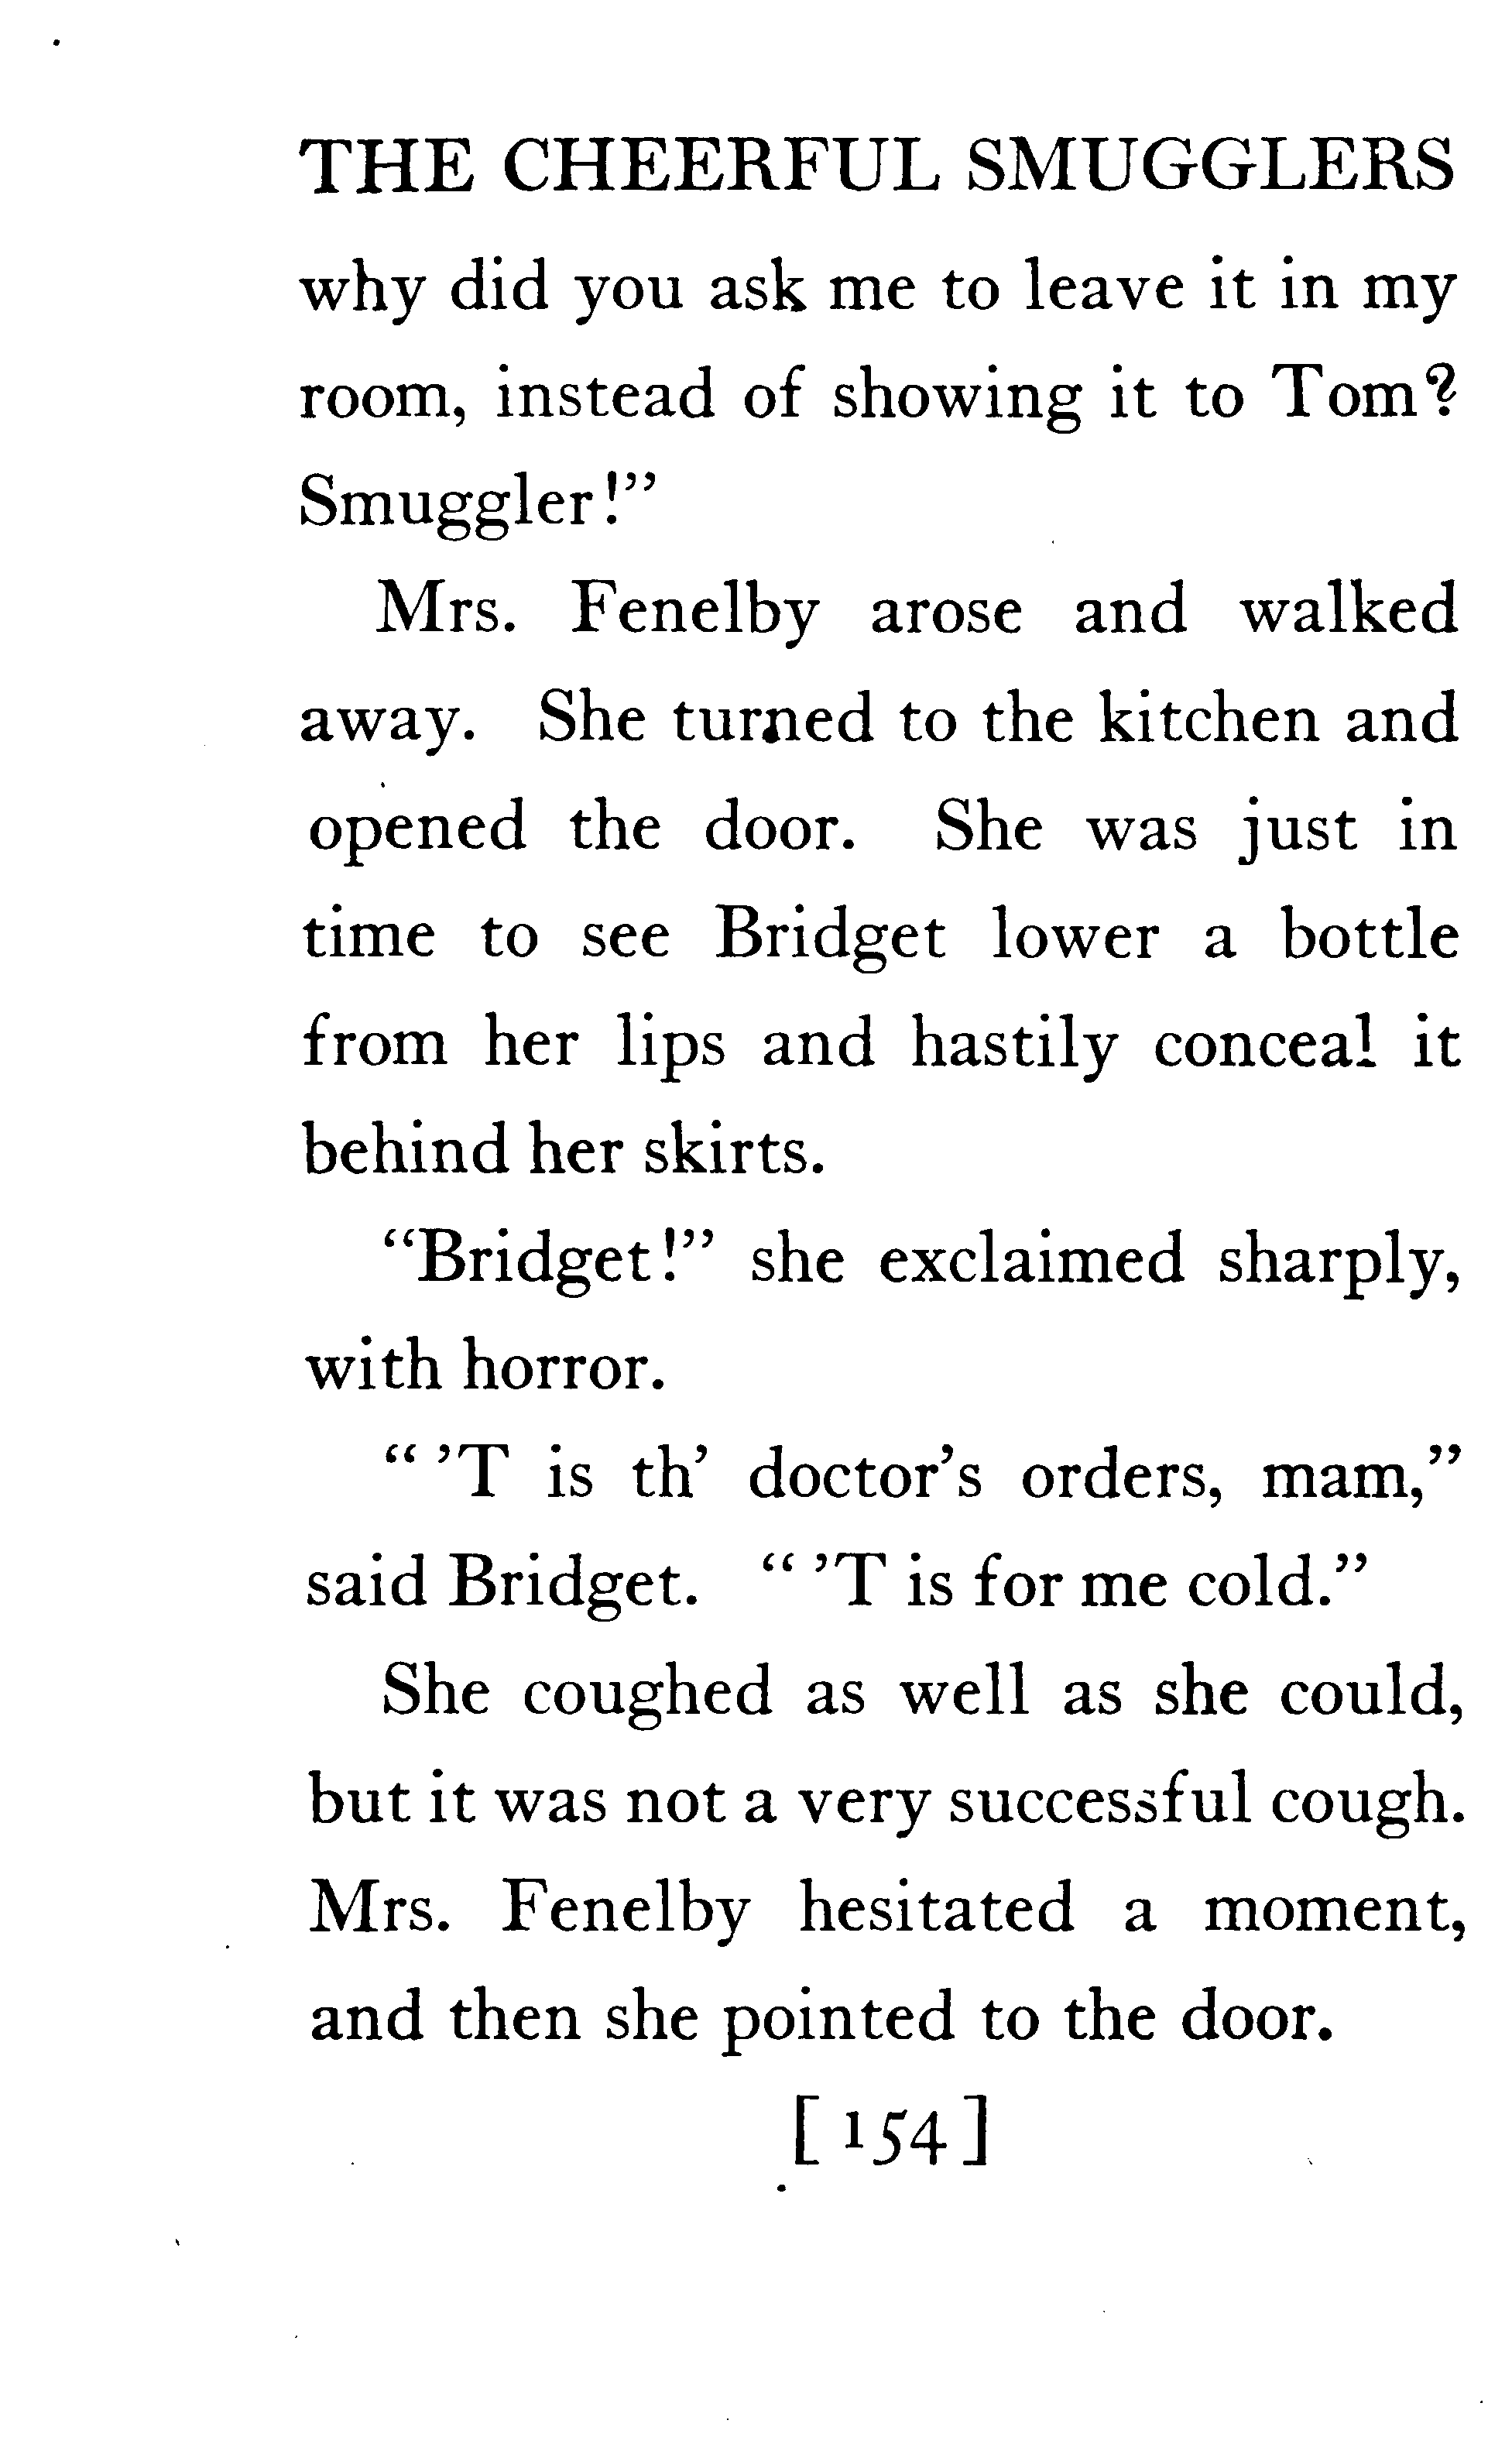 THE CHEERFUL SMUGGLERS
why did you ask me to leave it in my
room, instead of showing it to Tom?
Smuggler!”
Mrs. Fenelby arose and walked
away. She turned to the kitchen and
opened the door. She was just in
time to see Bridget lower a bottle
from her lips and hastily conceal it
behind her skirts.
“Bridget!” she exclaimed sharply,
with horror.
“ ’T is th’ doctor’s orders, mam,”
said Bridget. “ ’T is for me cold.”
She coughed as well as she could,
but it was not a very successful cough.
Mrs. Fenelby hesitated a moment,
and then she pointed to the door.
[154]